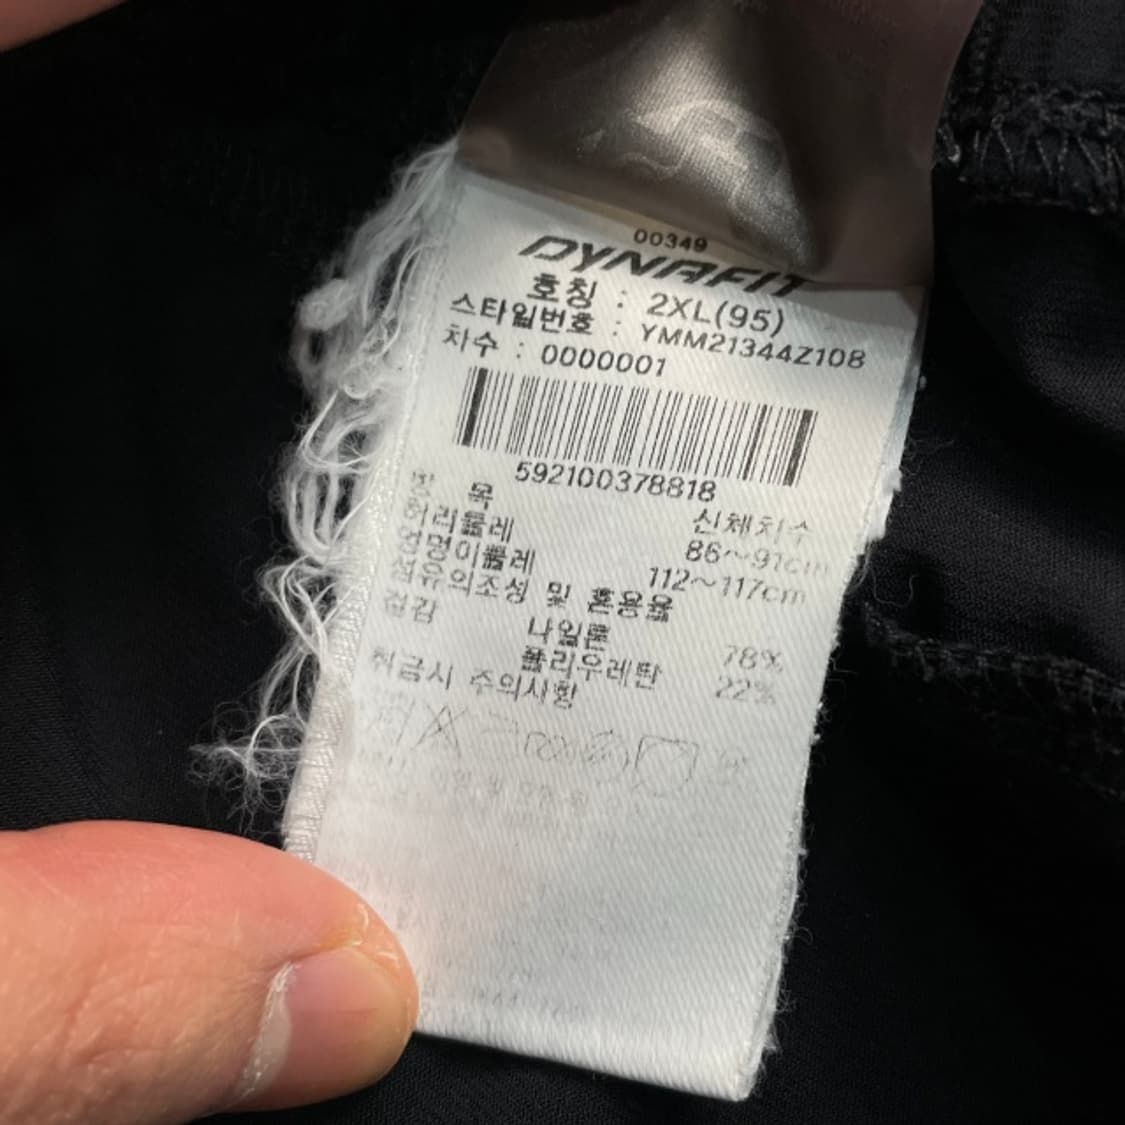 00349
DYNAFIT
호칭 : 2XL(95)
스타일번호 : YMM21344Z108
차수 : 0000001
592100378818
항 목 신체치수
허리둘레 86~91cm
엉덩이둘레 112~117cm
섬유의조성 및 혼용율
겉감 나일론 78%
폴리우레탄 22%
취급시 주의사항